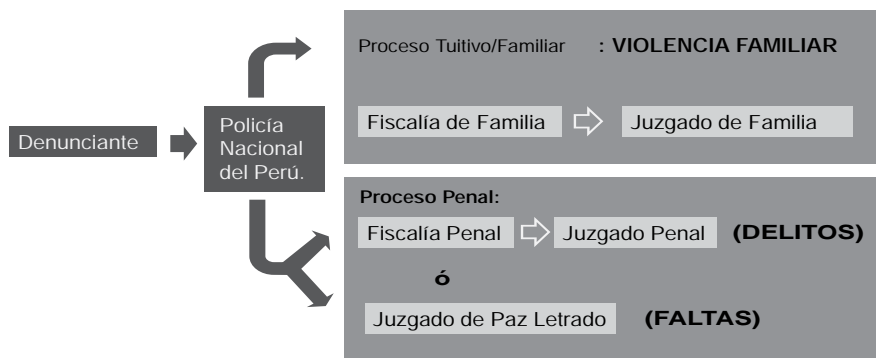 Denunciante
Policía
Nacional
del Perú.
Proceso Tuitivo/Familiar : VIOLENCIA FAMILIAR
Fiscalía de Familia Juzgado de Familia
Proceso Penal:
Fiscalía Penal Juzgado Penal (DELITOS)
ó
Juzgado de Paz Letrado (FALTAS)